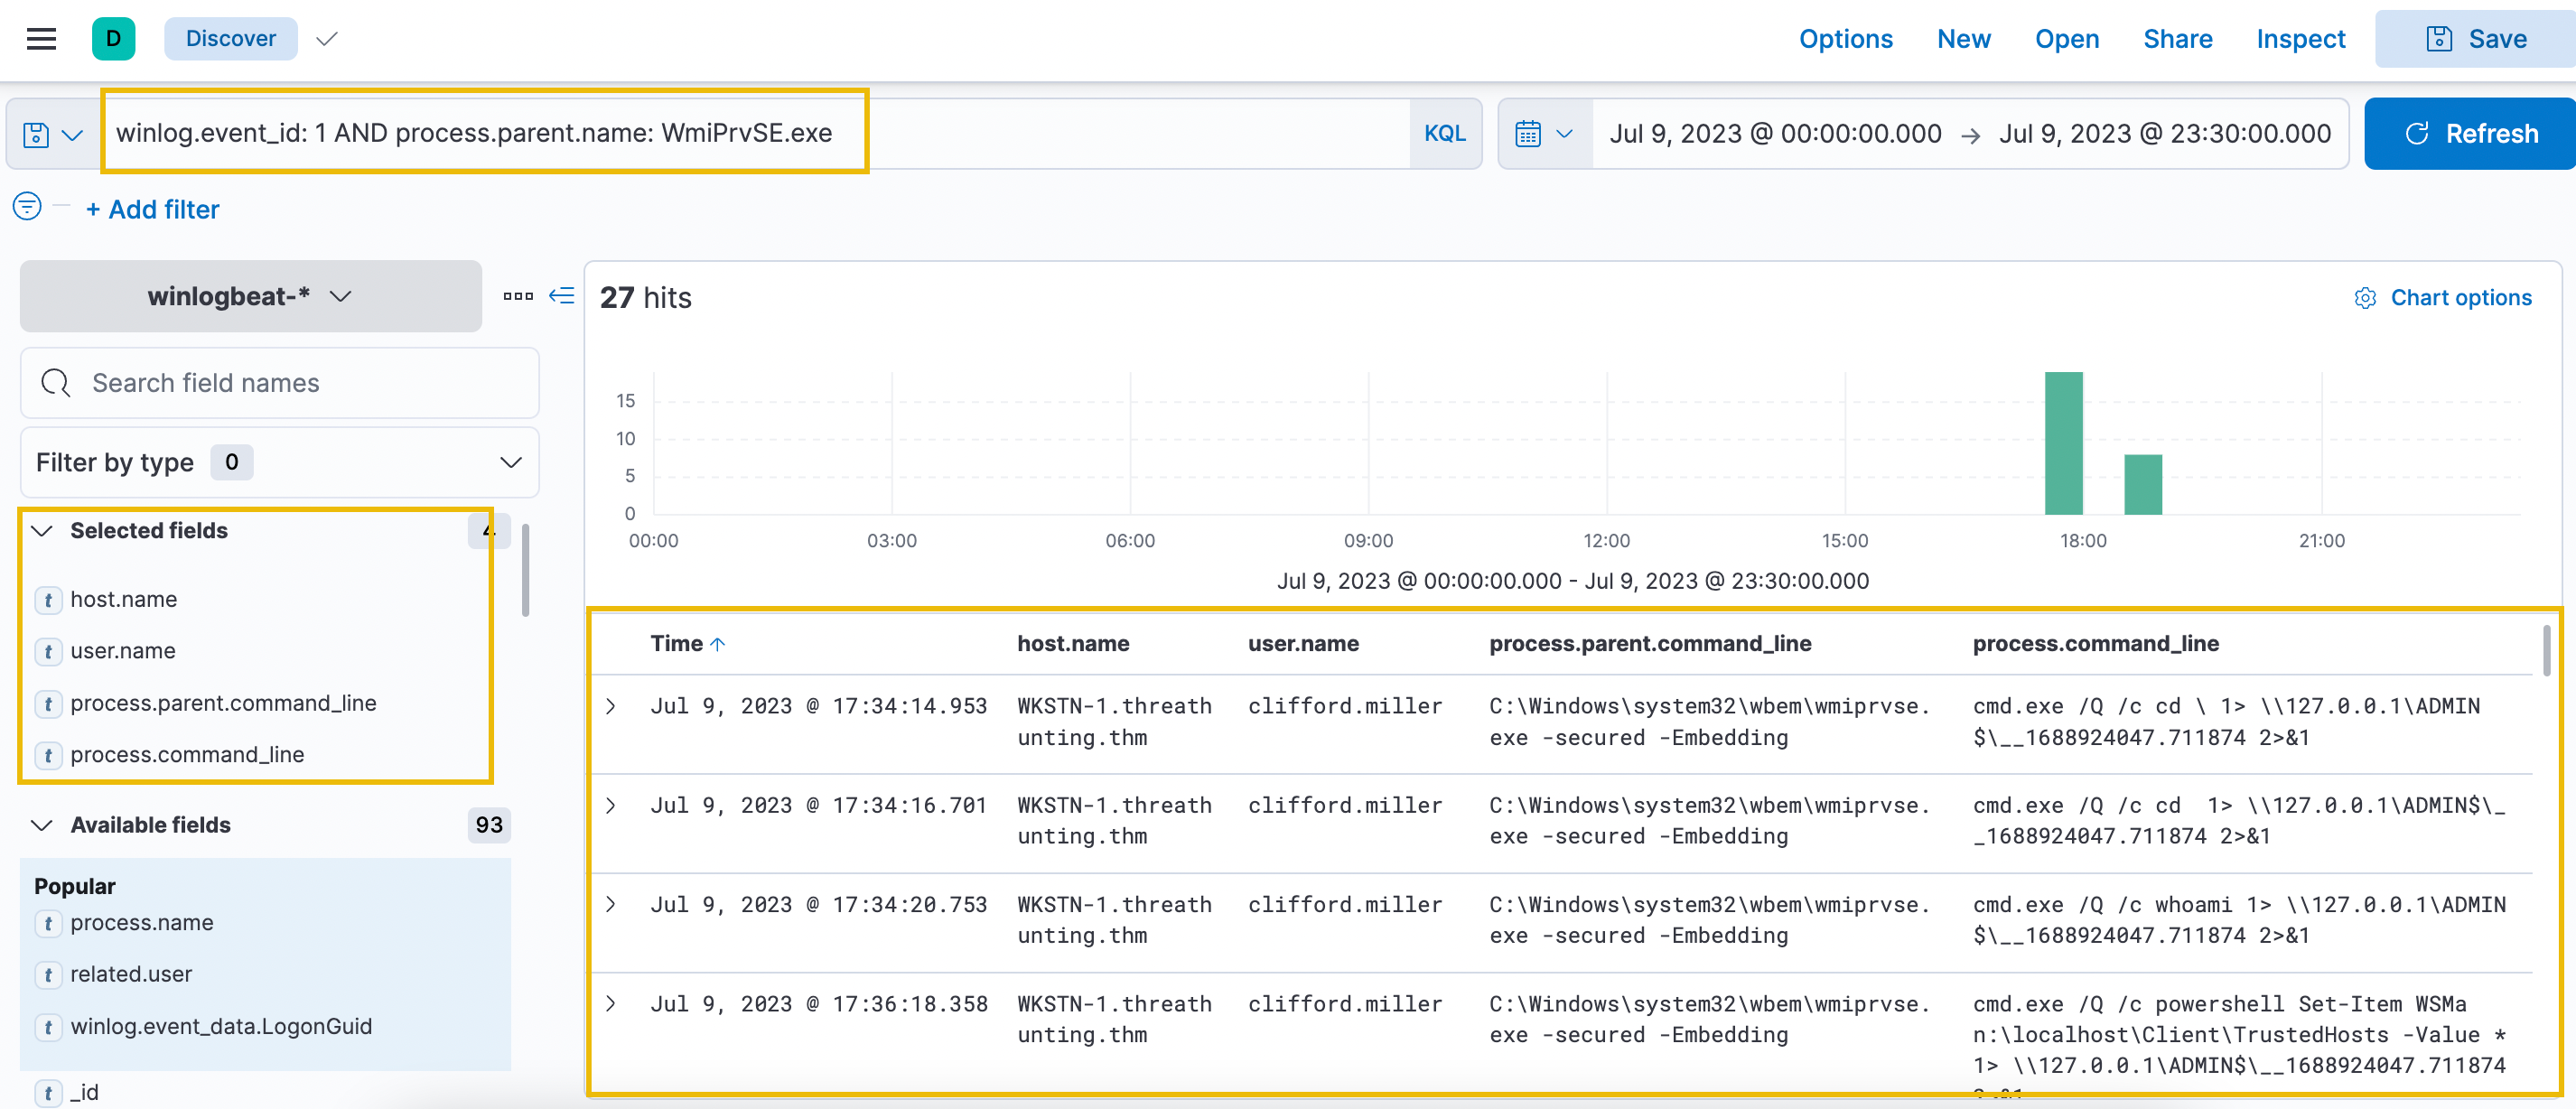 D
Discover
Options New Open Share Inspect Save
winlog.event_id: 1 AND process.parent.name: WmiPrvSE.exe
KQL
Jul 9, 2023 @ 00:00:00.000 → Jul 9, 2023 @ 23:30:00.000
Refresh
+ Add filter
winlogbeat-*
Search field names
Filter by type 0
Selected fields 4
t host.name
t user.name
t process.parent.command_line
t process.command_line
Available fields 93
Popular
t process.name
t related.user
t winlog.event_data.LogonGuid
t _id
27 hits
Chart options
15
10
5
0
00:00 03:00 06:00 09:00 12:00 15:00 18:00 21:00
Jul 9, 2023 @ 00:00:00.000 - Jul 9, 2023 @ 23:30:00.000
Time ↑ host.name user.name process.parent.command_line process.command_line
Jul 9, 2023 @ 17:34:14.953 WKSTN-1.threath clifford.miller C:\Windows\system32\wbem\wmiprvse. cmd.exe /Q /c cd \ 1> \\127.0.0.1\ADMIN
unting.thm exe -secured -Embedding $\__1688924047.711874 2>&1
Jul 9, 2023 @ 17:34:16.701 WKSTN-1.threath clifford.miller C:\Windows\system32\wbem\wmiprvse. cmd.exe /Q /c cd  1> \\127.0.0.1\ADMIN$\_
unting.thm exe -secured -Embedding _1688924047.711874 2>&1
Jul 9, 2023 @ 17:34:20.753 WKSTN-1.threath clifford.miller C:\Windows\system32\wbem\wmiprvse. cmd.exe /Q /c whoami 1> \\127.0.0.1\ADMIN
unting.thm exe -secured -Embedding $\__1688924047.711874 2>&1
Jul 9, 2023 @ 17:36:18.358 WKSTN-1.threath clifford.miller C:\Windows\system32\wbem\wmiprvse. cmd.exe /Q /c powershell Set-Item WSMa
unting.thm exe -secured -Embedding n:\localhost\Client\TrustedHosts -Value *
1> \\127.0.0.1\ADMIN$\__1688924047.711874